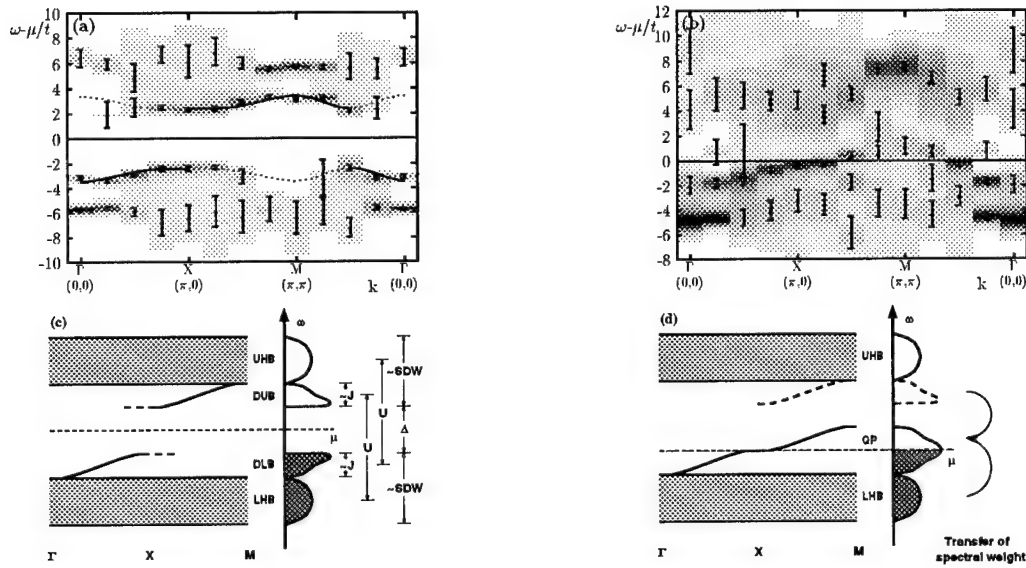 (a)
ω-μ/t
10
8
6
4
2
0
-2
-4
-6
-8
-10
Γ X M k Γ
(0,0) (π,0) (π,π) (0,0)
(b)
ω-μ/t
12
10
8
6
4
2
0
-2
-4
-6
-8
Γ X M k Γ
(0,0) (π,0) (π,π) (0,0)
(c)
ω
UHB
DUB
DLB
LHB
μ
~J
~J
U
U
~SDW
Δ
~SDW
Γ X M
(d)
ω
UHB
QP
μ
LHB
Γ X M
Transfer of
spectral weight